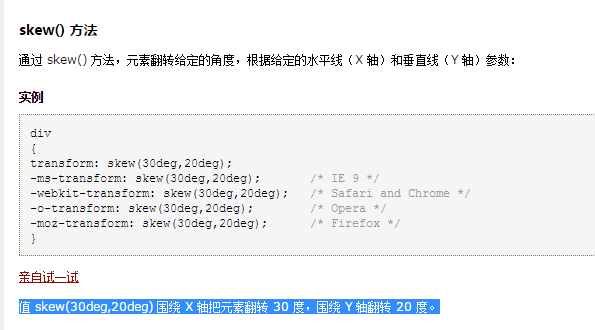 skew() 方法
通过 skew() 方法，元素翻转给定的角度，根据给定的水平线（X 轴）和垂直线（Y 轴）参数：
实例
div
{
transform: skew(30deg,20deg);
-ms-transform: skew(30deg,20deg); /* IE 9 */
-webkit-transform: skew(30deg,20deg); /* Safari and Chrome */
-o-transform: skew(30deg,20deg); /* Opera */
-moz-transform: skew(30deg,20deg); /* Firefox */
}
亲自试一试
值 skew(30deg,20deg) 围绕 X 轴把元素翻转 30 度，围绕 Y 轴翻转 20 度。